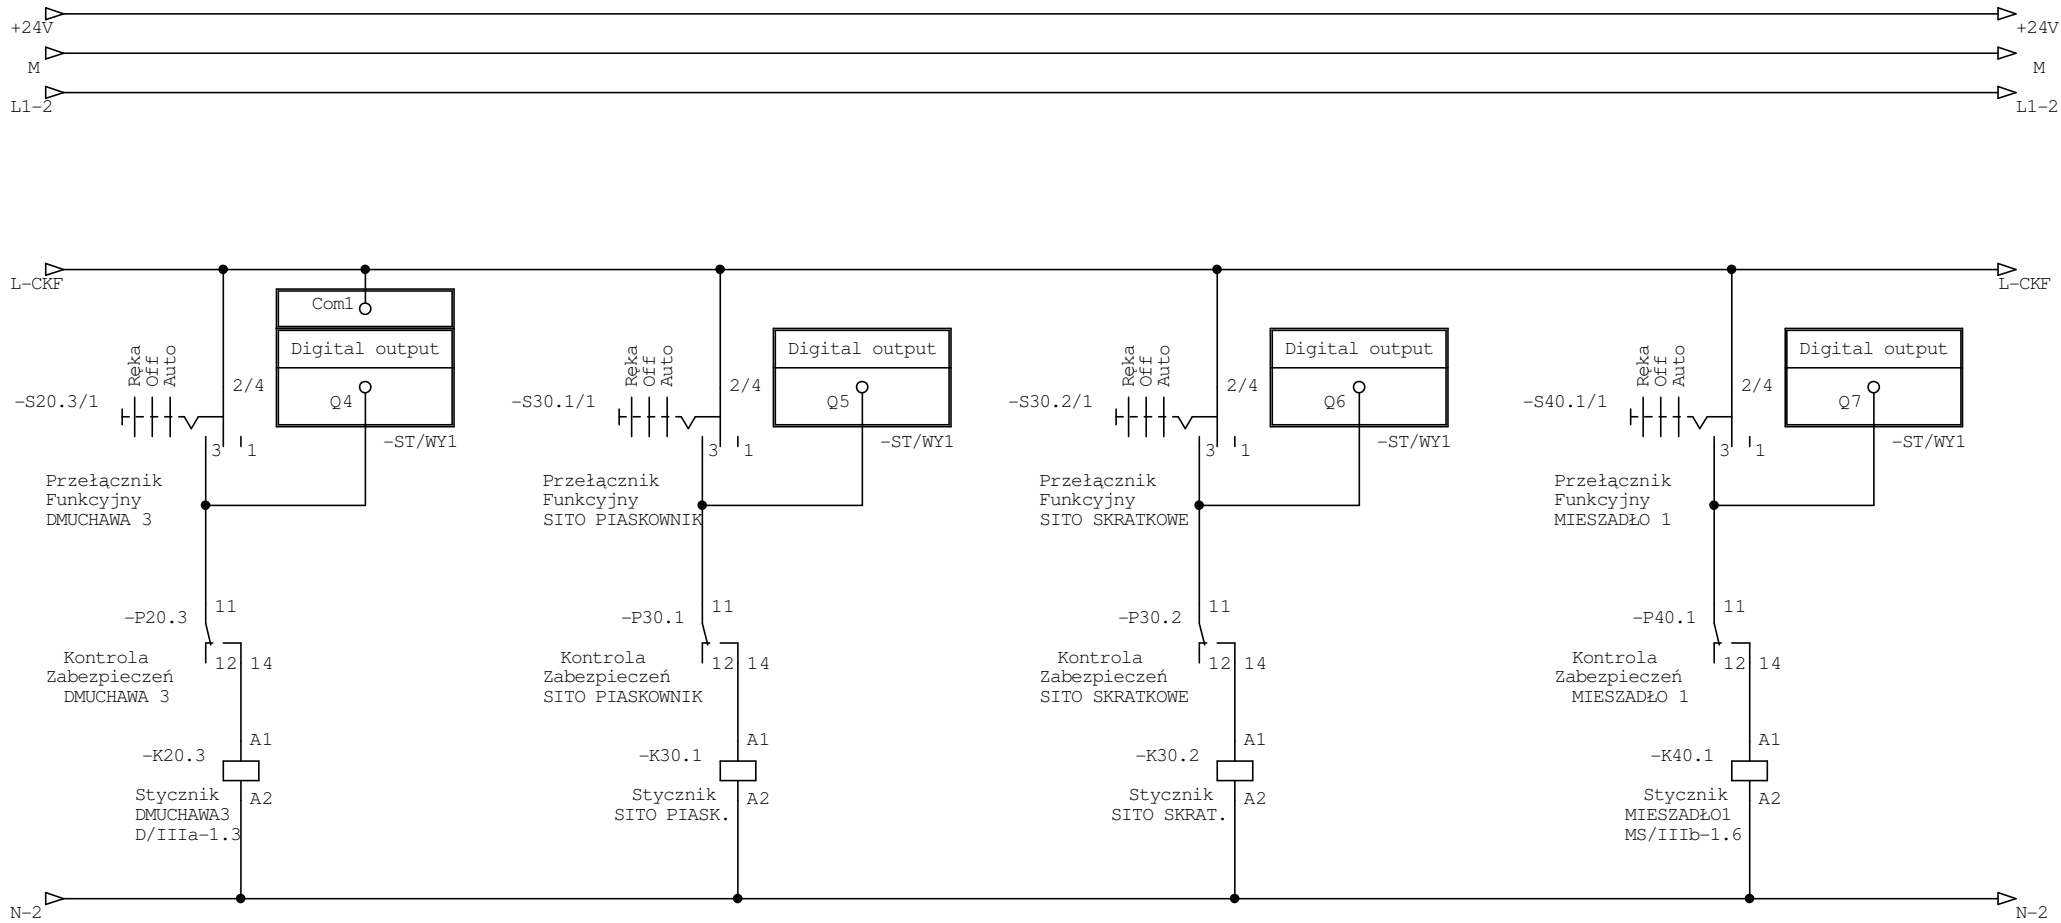 +24V +24V
M M
L1-2 L1-2
L-CKF L-CKF
Com1
Digital output Digital output Digital output Digital output
Ręka Off Auto Ręka Off Auto Ręka Off Auto Ręka Off Auto
2/4 2/4 2/4 2/4
-S20.3/1 Q4 -S30.1/1 Q5 -S30.2/1 Q6 -S40.1/1 Q7
3 1 -ST/WY1 3 1 -ST/WY1 3 1 -ST/WY1 3 1 -ST/WY1
Przełącznik Przełącznik Przełącznik Przełącznik
Funkcyjny Funkcyjny Funkcyjny Funkcyjny
DMUCHAWA 3 SITO PIASKOWNIK SITO SKRATKOWE MIESZADŁO 1
11 11 11 11
-P20.3 -P30.1 -P30.2 -P40.1
Kontrola 12 14 Kontrola 12 14 Kontrola 12 14 Kontrola 12 14
Zabezpieczeń Zabezpieczeń Zabezpieczeń Zabezpieczeń
DMUCHAWA 3 SITO PIASKOWNIK SITO SKRATKOWE MIESZADŁO 1
A1 A1 A1 A1
-K20.3 -K30.1 -K30.2 -K40.1
Stycznik A2 Stycznik A2 Stycznik A2 Stycznik A2
DMUCHAWA3 SITO PIASK. SITO SKRAT. MIESZADŁO1
D/IIIa-1.3 MS/IIIb-1.6
N-2 N-2